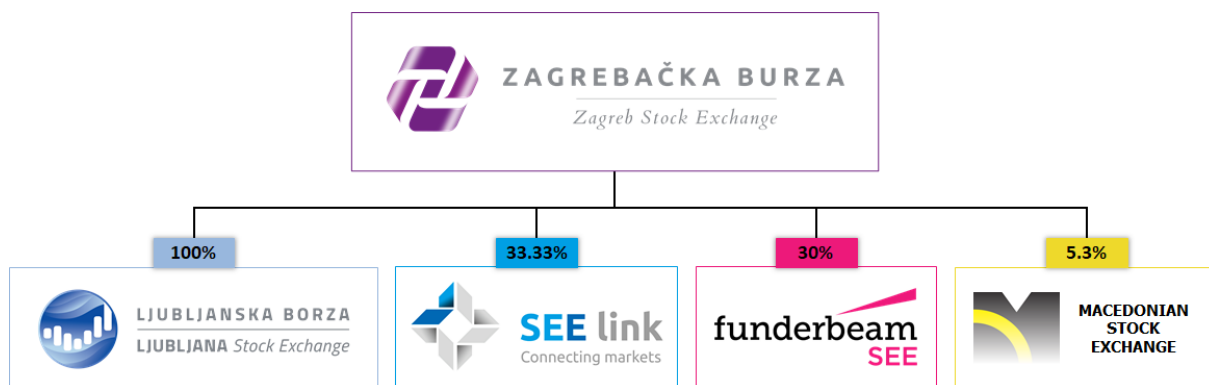 ZAGREBAČKA BURZA
Zagreb Stock Exchange
100%
33.33%
30%
5.3%
LJUBLJANSKA BORZA
LJUBLJANA Stock Exchange
SEE link
Connecting markets
funderbeam
SEE
MACEDONIAN
STOCK
EXCHANGE